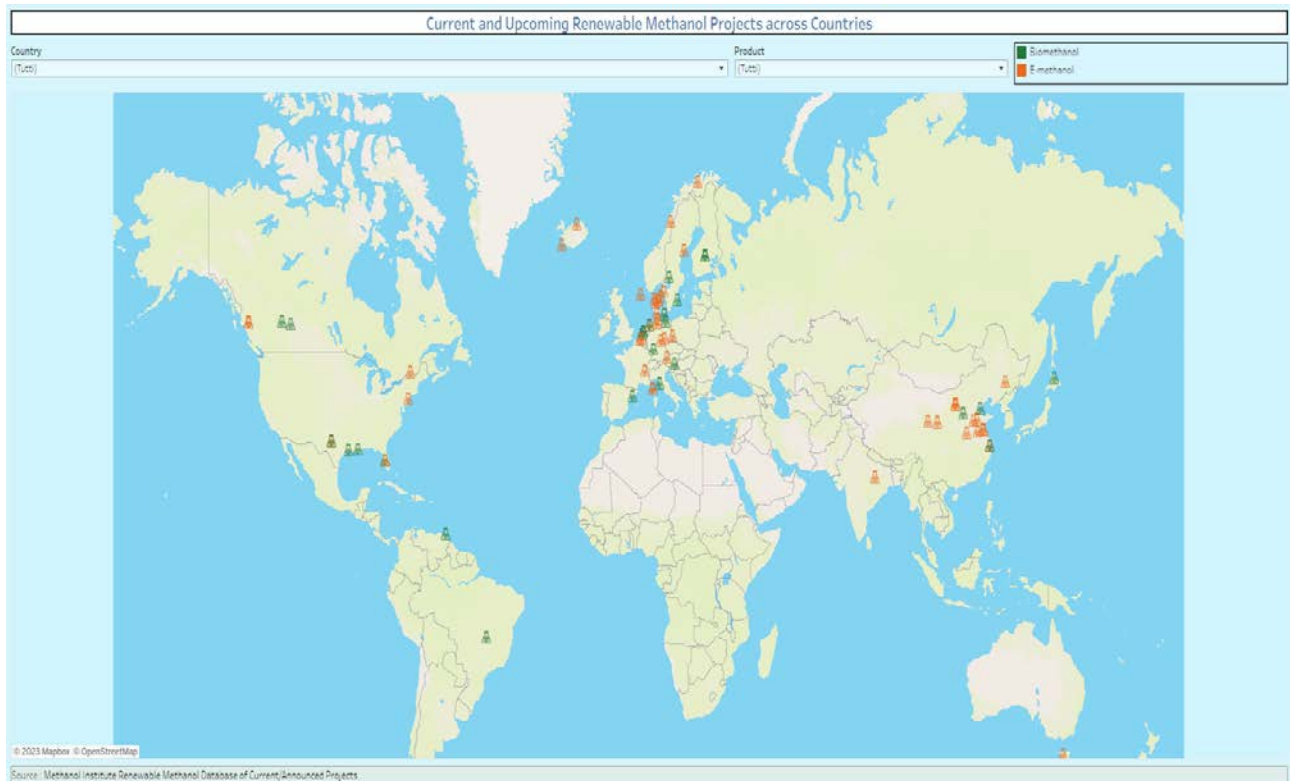 Current and Upcoming Renewable Methanol Projects across Countries
Country
Product
(Tutti)
(Tutti)
Biomethanol
E-methanol
© 2023 Mapbox © OpenStreetMap
Source: Methanol Institute Renewable Methanol Database of Current/Announced Projects